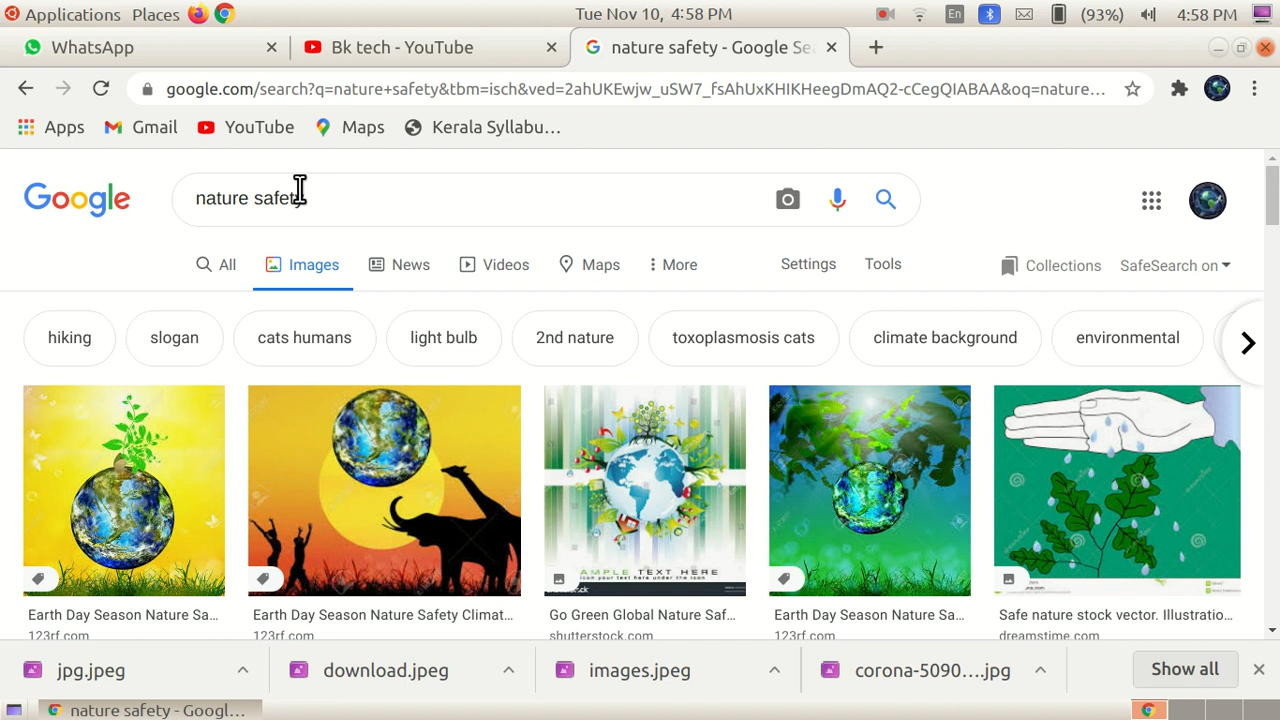 Applications Places Tue Nov 10, 4:58 PM En (93%) 4:58 PM
WhatsApp Bk tech - YouTube nature safety - Google Se
google.com/search?q=nature+safety&tbm=isch&ved=2ahUKEwjw_uSW7_fsAhUxKHIKHeegDmAQ2-cCegQIABAA&oq=nature...
Apps Gmail YouTube Maps Kerala Syllabu...
Google nature safety
All Images News Videos Maps More Settings Tools Collections SafeSearch on
hiking slogan cats humans light bulb 2nd nature toxoplasmosis cats climate background environmental
AMPLE TEXT HERE
Earth Day Season Nature Sa... Earth Day Season Nature Safety Climat... Go Green Global Nature Saf... Earth Day Season Nature Sa... Safe nature stock vector. Illustratio...
123rf.com 123rf.com shutterstock.com 123rf.com dreamstime.com
jpg.jpeg download.jpeg images.jpeg corona-5090....jpg Show all
nature safety - Googl...